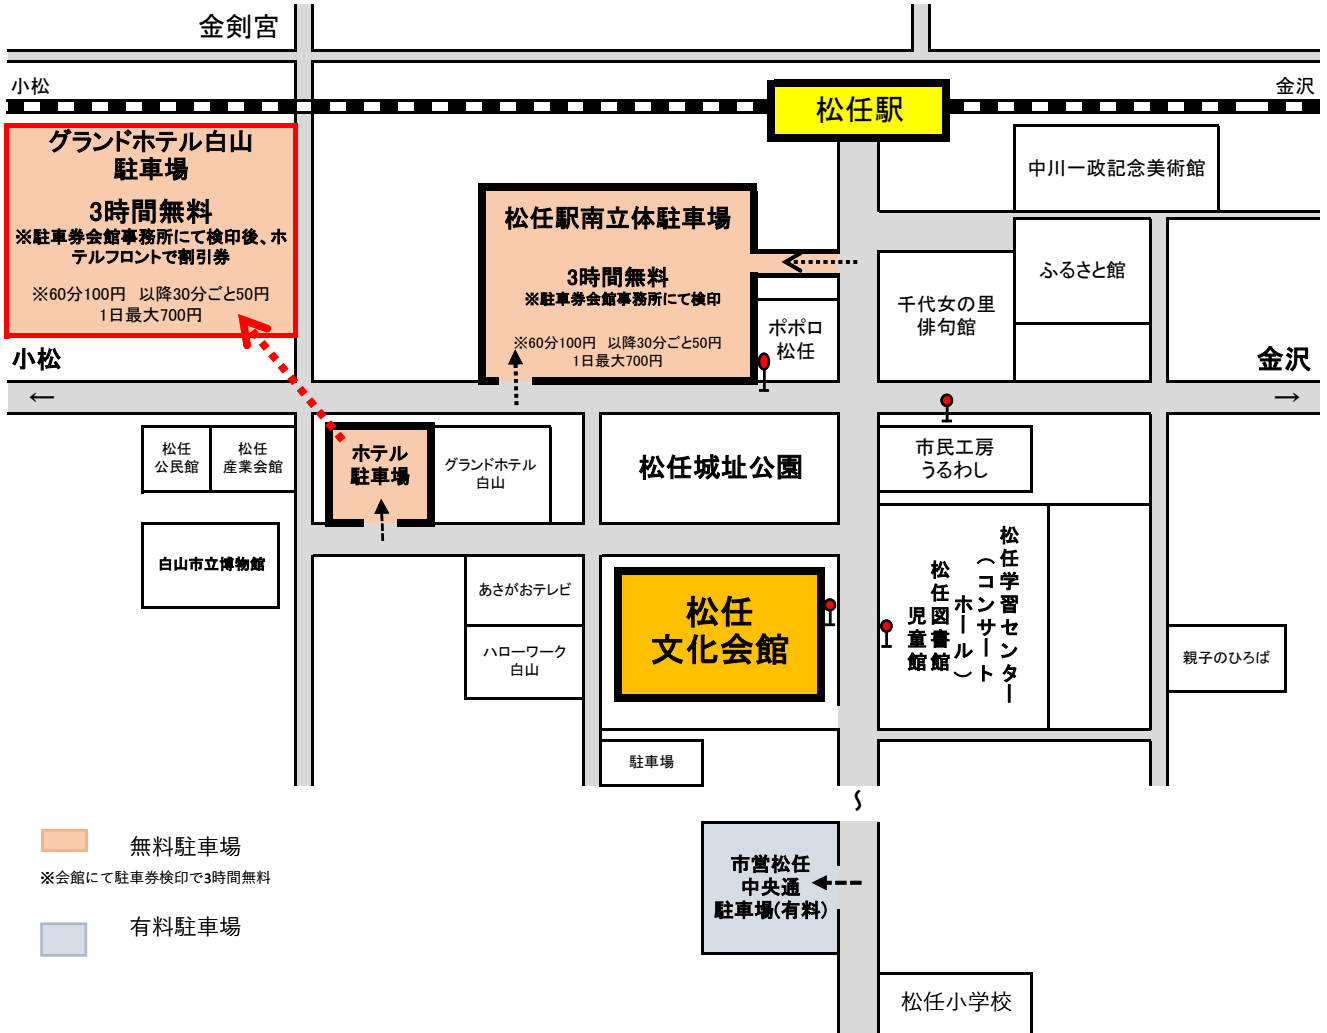 金剣宮
小松
金沢
松任駅
グランドホテル白山
駐車場
3時間無料
※駐車券会館事務所にて検印後、ホ
テルフロントで割引券
※60分100円　以降30分ごと50円
1日最大700円
松任駅南立体駐車場
3時間無料
※駐車券会館事務所にて検印
※60分100円　以降30分ごと50円
1日最大700円
中川一政記念美術館
ふるさと館
千代女の里
俳句館
ポポロ
松任
小松
金沢
←
→
松任
公民館
松任
産業会館
ホテル
駐車場
グランドホテル
白山
松任城址公園
市民工房
うるわし
白山市立博物館
あさがおテレビ
ハローワーク
白山
松任
文化会館
松任学習センター
（コンサート
ホール）
松任図書館
児童館
親子のひろば
駐車場
市営松任
中央通
駐車場(有料)
松任小学校
無料駐車場
※会館にて駐車券検印で3時間無料
有料駐車場